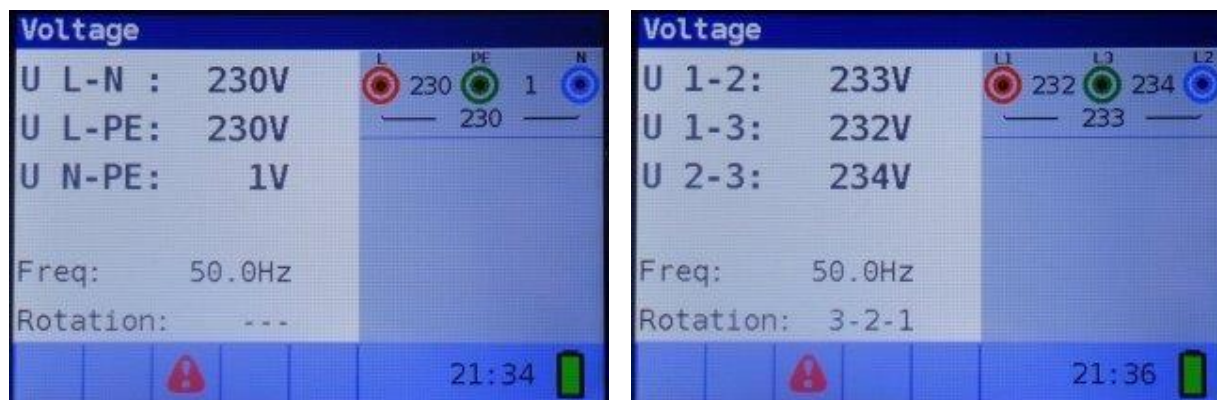 Voltage
U L-N : 230V
U L-PE: 230V
U N-PE: 1V
Freq: 50.0Hz
Rotation: ---
L PE N
230 1
230
21:34
Voltage
U 1-2: 233V
U 1-3: 232V
U 2-3: 234V
Freq: 50.0Hz
Rotation: 3-2-1
L1 L3 L2
232 234
233
21:36